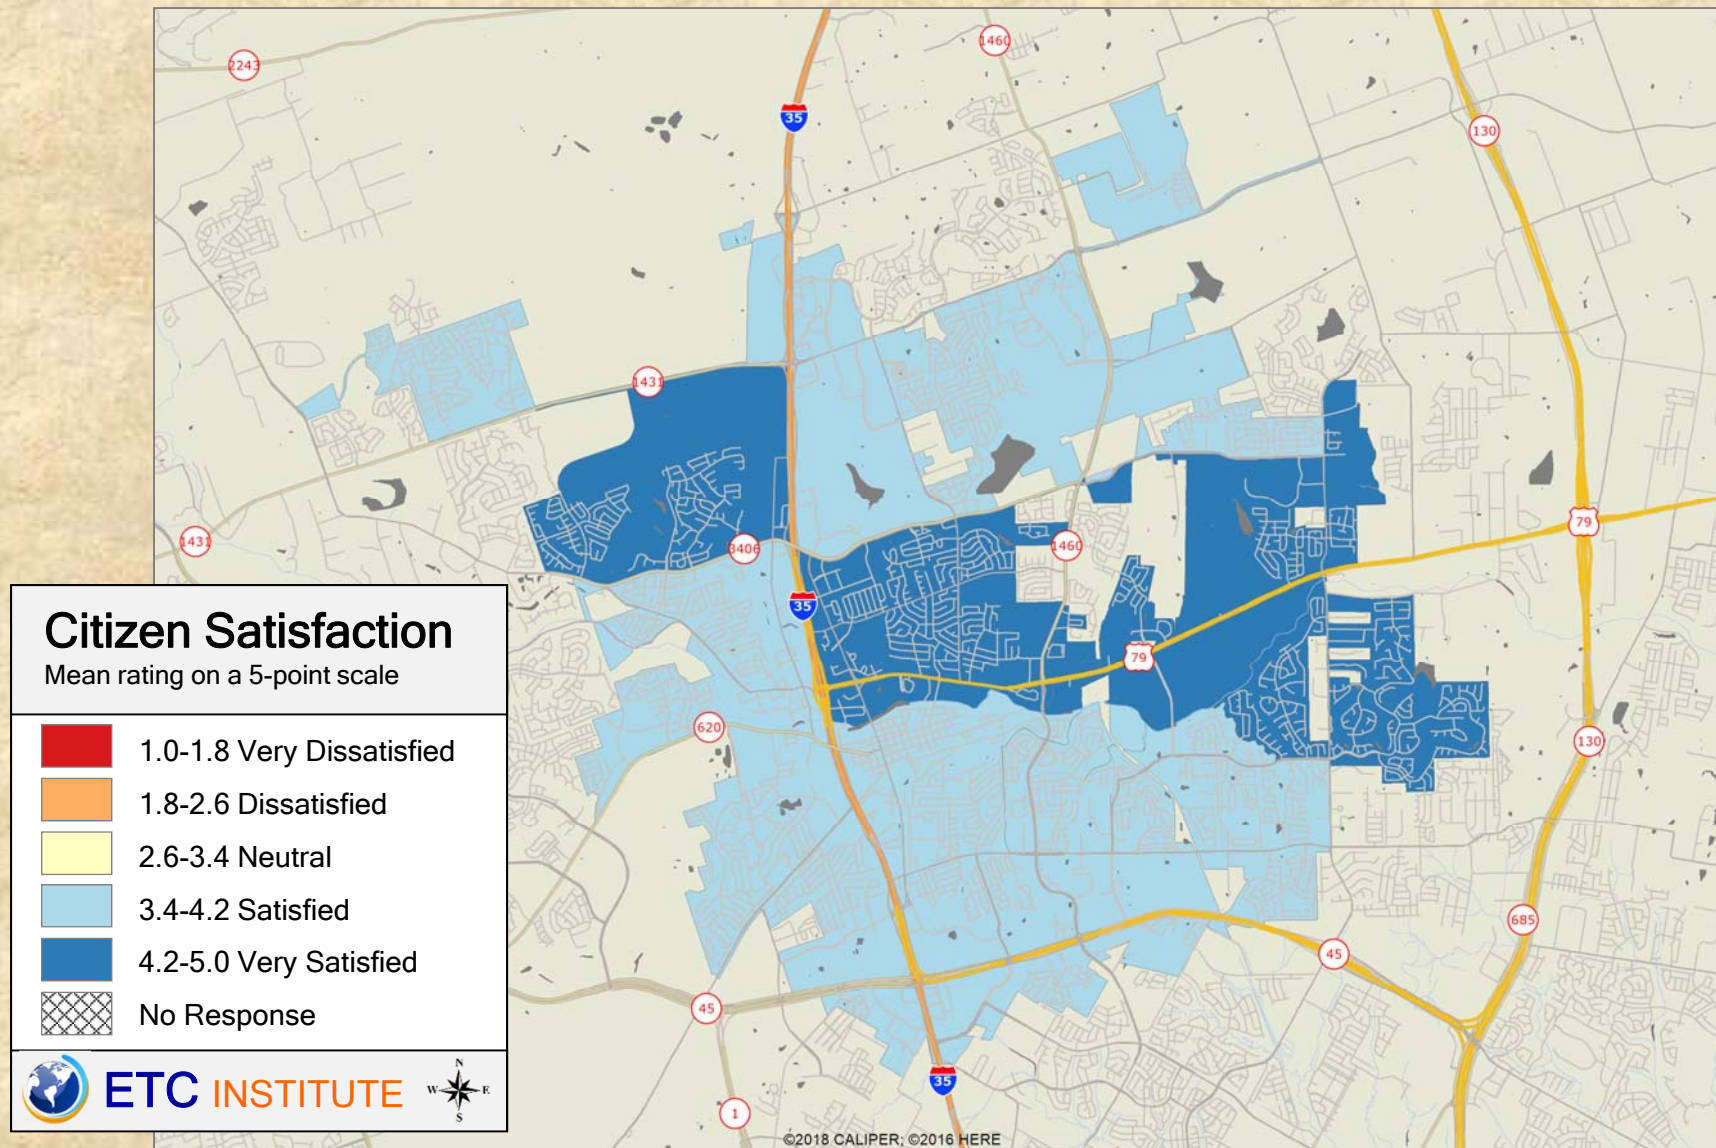 2243
1460
35
130
1431
79
1431
3406
1460
35
79
620
130
685
45
45
35
1
Citizen Satisfaction
Mean rating on a 5-point scale
1.0-1.8 Very Dissatisfied
1.8-2.6 Dissatisfied
2.6-3.4 Neutral
3.4-4.2 Satisfied
4.2-5.0 Very Satisfied
No Response
ETC INSTITUTE
N
W E
S
©2018 CALIPER; ©2016 HERE